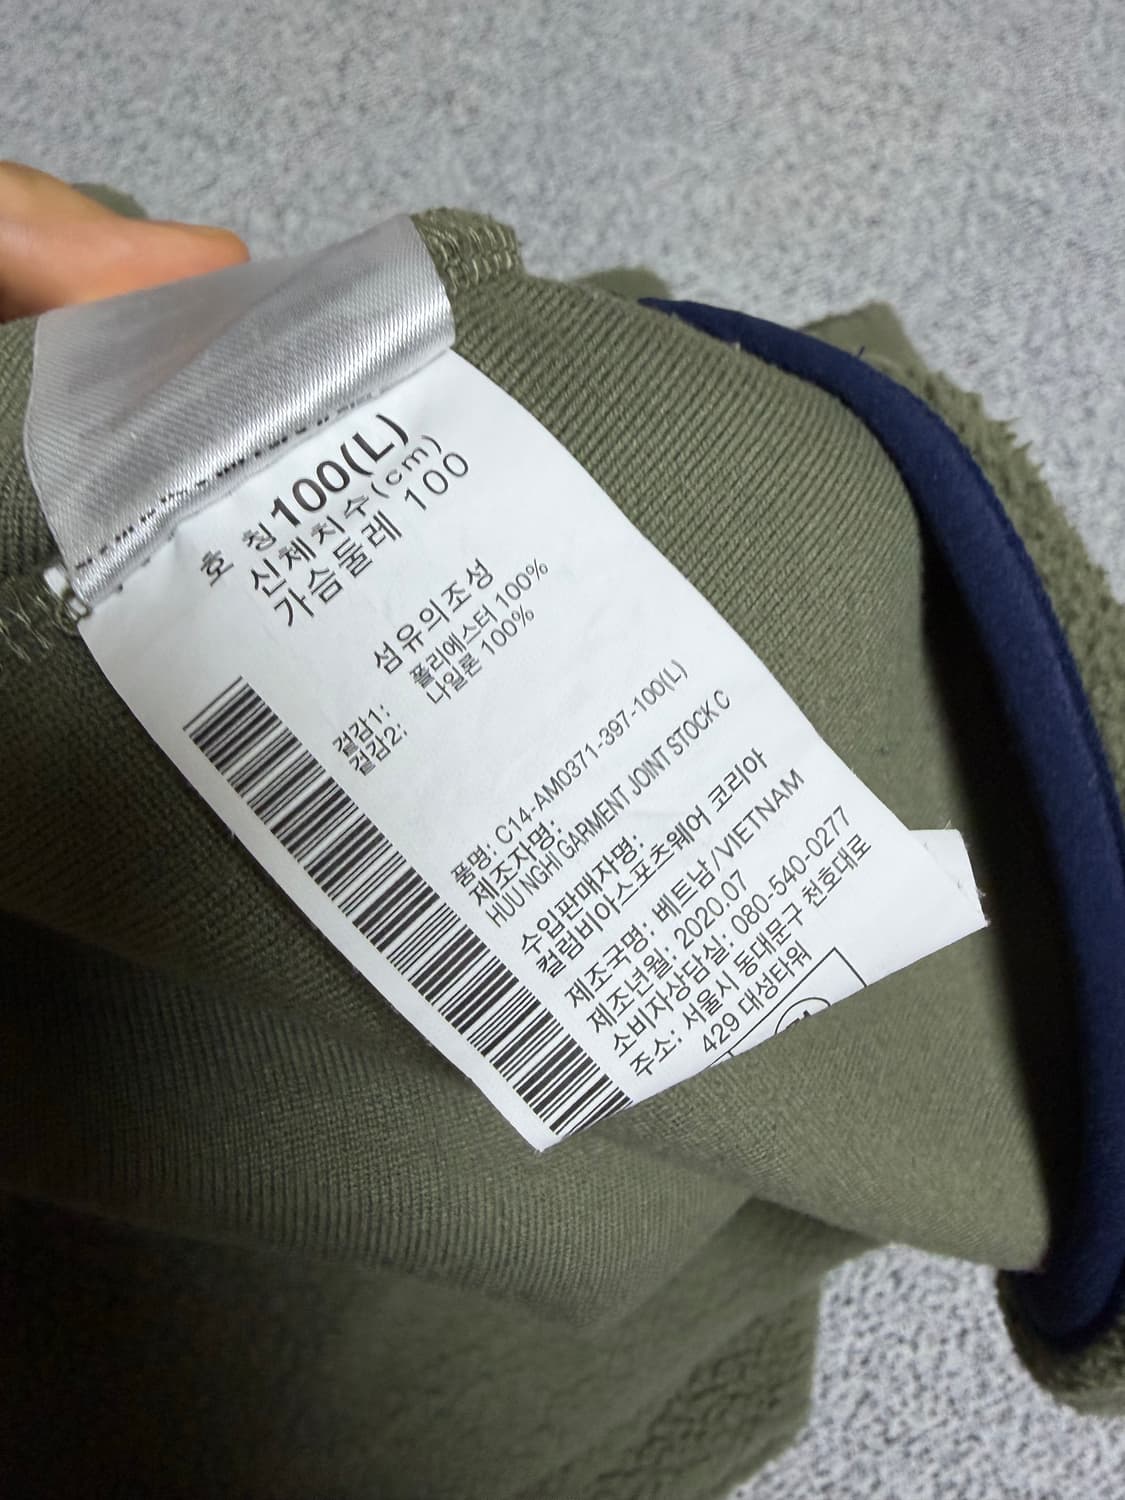 호 칭 100(L)
신체치수(cm)
가슴둘레 100
섬유의조성
겉감1: 폴리에스터 100%
겉감2: 나일론 100%
품명: C14-AM0371-397-100(L)
제조자명:
HUU NGHI GARMENT JOINT STOCK C
수입판매자명:
컬럼비아스포츠웨어 코리아
제조국명: 베트남/VIETNAM
제조년월: 2020.07
소비자상담실: 080-540-0277
주소: 서울시 동대문구 천호대로
429 대성타워